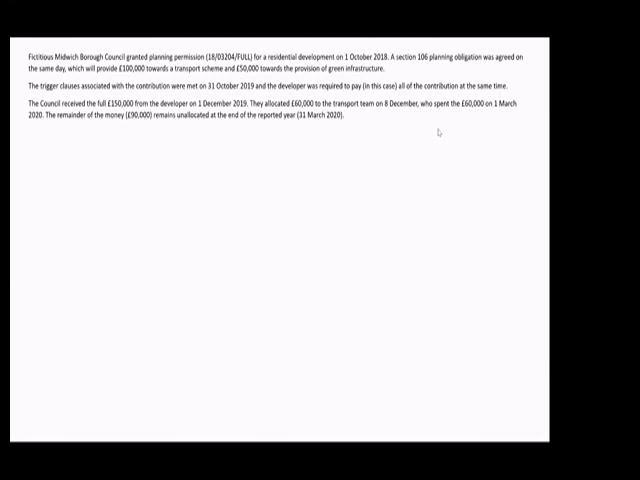 Fictitious Midwich Borough Council granted planning permission (18/03204/FULL) for a residential development on 1 October 2018. A section 106 planning obligation was agreed on
the same day, which will provide £100,000 towards a transport scheme and £50,000 towards the provision of green infrastructure.
The trigger clauses associated with the contribution were met on 31 October 2019 and the developer was required to pay (in this case) all of the contribution at the same time.
The Council received the full £150,000 from the developer on 1 December 2019. They allocated £60,000 to the transport team on 8 December, who spent the £60,000 on 1 March
2020. The remainder of the money (£90,000) remains unallocated at the end of the reported year (31 March 2020).